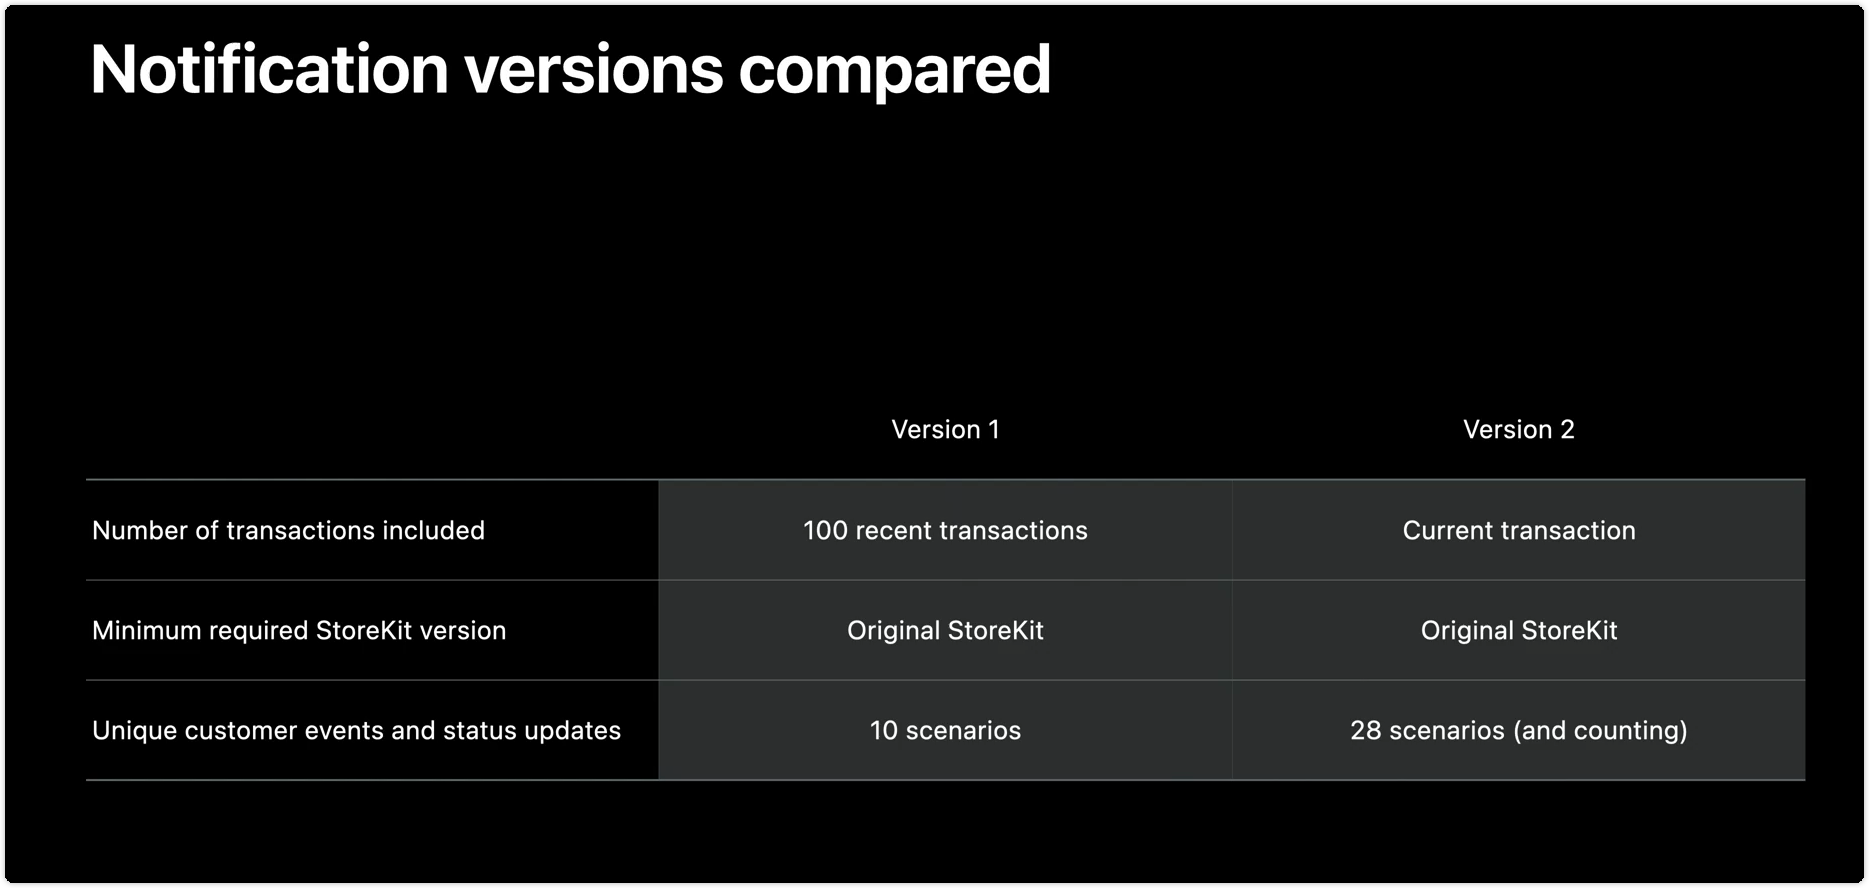 Notification versions compared
Version 1 Version 2
Number of transactions included 100 recent transactions Current transaction
Minimum required StoreKit version Original StoreKit Original StoreKit
Unique customer events and status updates 10 scenarios 28 scenarios (and counting)